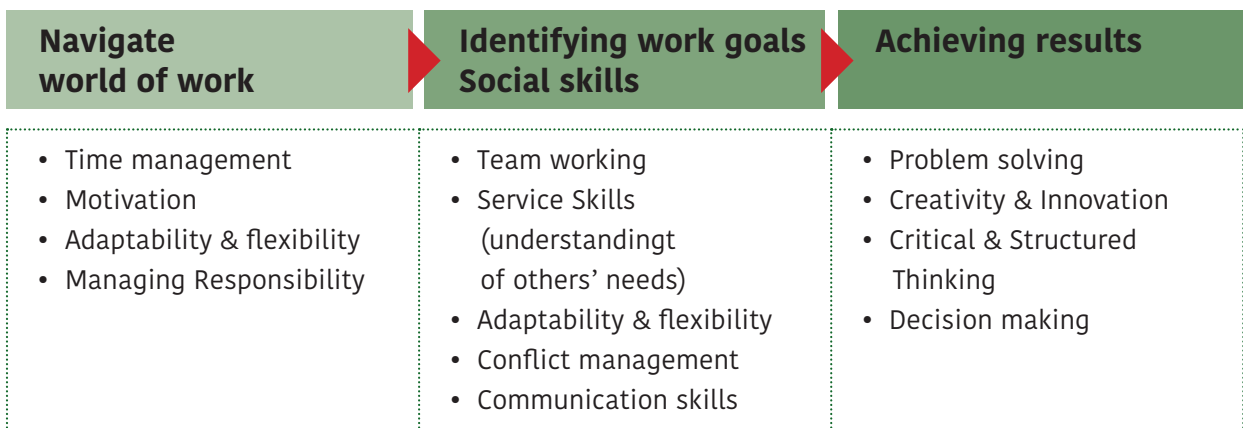 Navigate
world of work
Identifying work goals
Social skills
Achieving results
• Time management
• Motivation
• Adaptability & flexibility
• Managing Responsibility
• Team working
• Service Skills
(understandingt
of others’ needs)
• Adaptability & flexibility
• Conflict management
• Communication skills
• Problem solving
• Creativity & Innovation
• Critical & Structured
Thinking
• Decision making